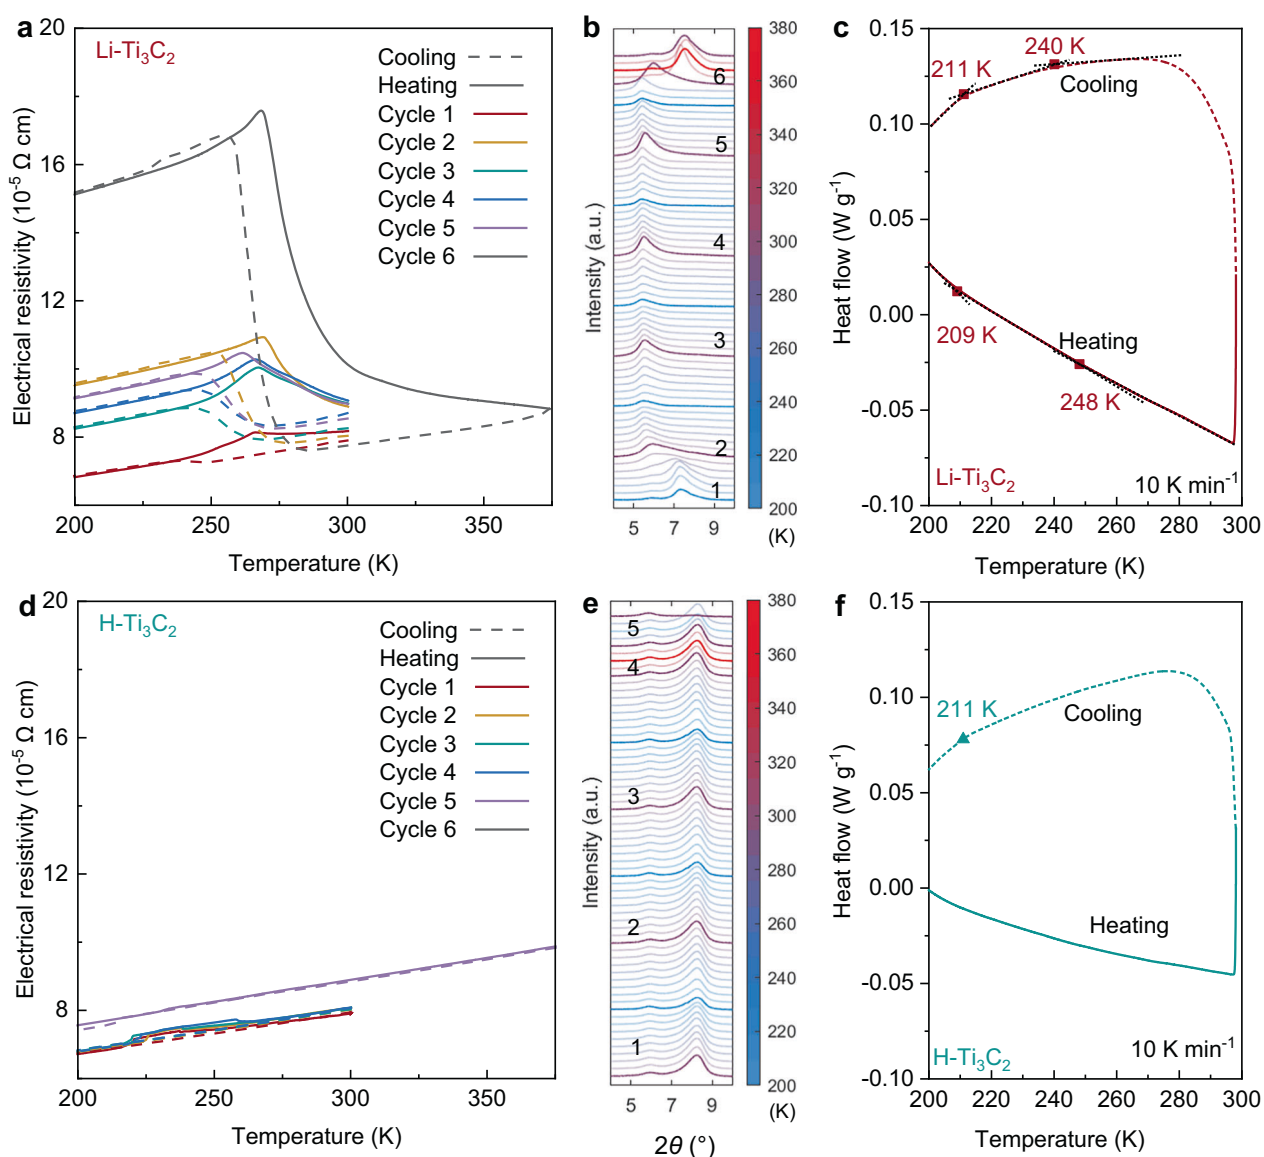 a
Li-Ti₃C₂
Cooling
Heating
Cycle 1
Cycle 2
Cycle 3
Cycle 4
Cycle 5
Cycle 6
20
16
12
8
200
250
300
350
Electrical resistivity (10⁻⁵ Ω cm)
Temperature (K)
b
6
5
4
3
2
1
5
7
9
Intensity (a.u.)
380
360
340
320
300
280
260
240
220
200
(K)
c
240 K
211 K
Cooling
Heating
209 K
248 K
Li-Ti₃C₂
10 K min⁻¹
0.15
0.10
0.05
0.00
-0.05
-0.10
200
220
240
260
280
300
Heat flow (W g⁻¹)
Temperature (K)
d
H-Ti₃C₂
Cooling
Heating
Cycle 1
Cycle 2
Cycle 3
Cycle 4
Cycle 5
Cycle 6
20
16
12
8
200
250
300
350
Electrical resistivity (10⁻⁵ Ω cm)
Temperature (K)
e
5
4
3
2
1
5
7
9
Intensity (a.u.)
2θ (°)
380
360
340
320
300
280
260
240
220
200
(K)
f
211 K
Cooling
Heating
H-Ti₃C₂
10 K min⁻¹
0.15
0.10
0.05
0.00
-0.05
-0.10
200
220
240
260
280
300
Heat flow (W g⁻¹)
Temperature (K)